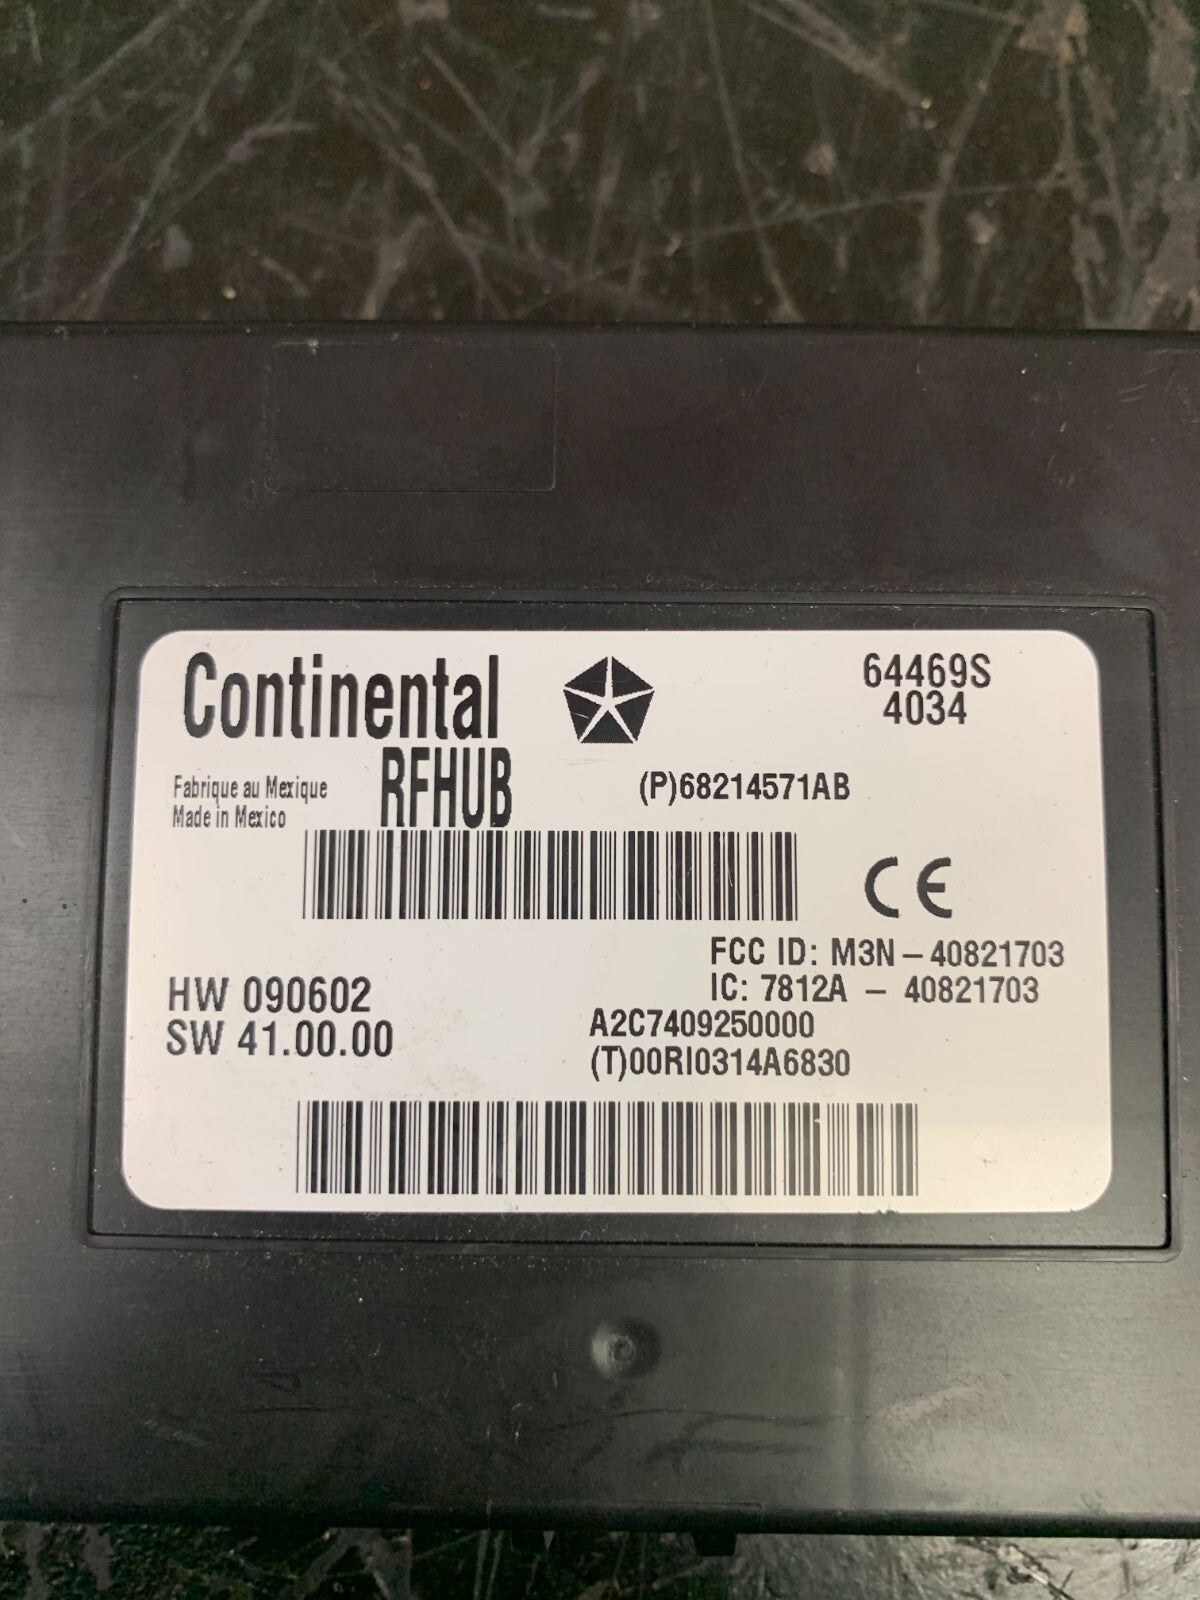 Continental
64469S
4034
RFHUB
Fabrique au Mexique
Made in Mexico
(P)68214571AB
CE
FCC ID: M3N – 40821703
IC: 7812A – 40821703
HW 090602
SW 41.00.00
A2C7409250000
(T)00RI0314A6830